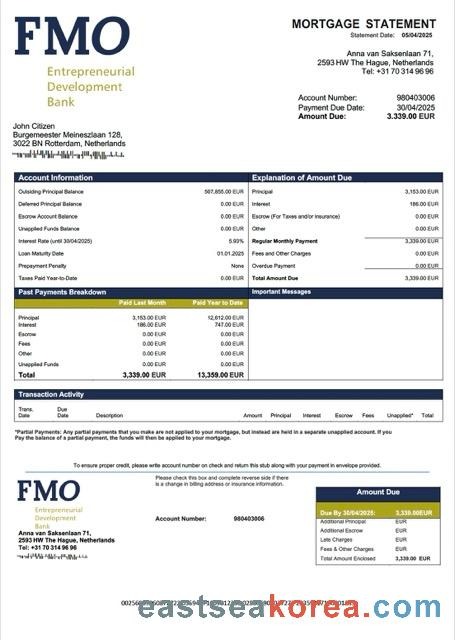 FMO
Entrepreneurial
Development
Bank
MORTGAGE STATEMENT
Statement Date: 05/04/2025
Anna van Saksenlaan 71,
2593 HW The Hague, Netherlands
Tel: +31 70 314 96 96
Account Number: 980403006
Payment Due Date: 30/04/2025
Amount Due: 3.339.00 EUR
John Citizen
Burgemeester Meineszlaan 128,
3022 BN Rotterdam, Netherlands
Account Information
Outsiding Principal Balance 507,855.00 EUR
Deferred Principal Balance 0.00 EUR
Escrow Account Balance 0.00 EUR
Unapplied Funds Balance 0.00 EUR
Interest Rate (until 30/04/2025) 5.93%
Loan Maturity Date 01.01.2025
Prepayment Penalty None
Taxes Paid Year-to-Date 0.00 EUR
Explanation of Amount Due
Principal 3,153.00 EUR
Interest 186.00 EUR
Escrow (For Taxes and/or Insurance) 0.00 EUR
Other 0.00 EUR
Regular Monthly Payment 3,339.00 EUR
Fees and Other Charges 0.00 EUR
Overdue Payment 0.00 EUR
Total Amount Due 3,339.00 EUR
Past Payments Breakdown
Paid Last Month Paid Year to Date
Principal 3,153.00 EUR 12,612.00 EUR
Interest 186.00 EUR 747.00 EUR
Escrow 0.00 EUR 0.00 EUR
Fees 0.00 EUR 0.00 EUR
Other 0.00 EUR 0.00 EUR
Unapplied Funds 0.00 EUR 0.00 EUR
Total 3,339.00 EUR 13,359.00 EUR
Important Messages
Transaction Activity
Trans. Date Due Date Description Amount Principal Interest Escrow Fees Unapplied* Total
*Partial Payments: Any partial payments that you make are not applied to your mortgage, but instead are held in a separate unapplied account. If you
Pay the balance of a partial payment, the funds will then be applied to your mortgage.
To ensure proper credit, please write account number on check and return this stub along with your payment in envelope provided.
FMO
Entrepreneurial
Development
Bank
Anna van Saksenlaan 71,
2593 HW The Hague, Netherlands
Tel: +31 70 314 96 96
Please check this box and complete reverse side if there
is a change in billing address or insurance information.
Account Number: 980403006
Amount Due
Due By 30/04/2025: 3,339.00EUR
Additional Principal EUR
Additional Escrow EUR
Late Charges EUR
Fees & Other Charges EUR
Total Amount Enclosed 3,339.00 EUR
eastseakorea.com